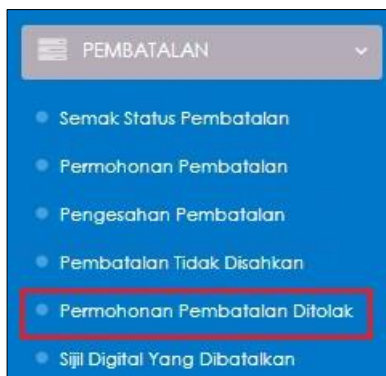 PEMBATALAN
Semak Status Pembatalan
Permohonan Pembatalan
Pengesahan Pembatalan
Pembatalan Tidak Disahkan
Permohonan Pembatalan Ditolak
Sijil Digital Yang Dibatalkan